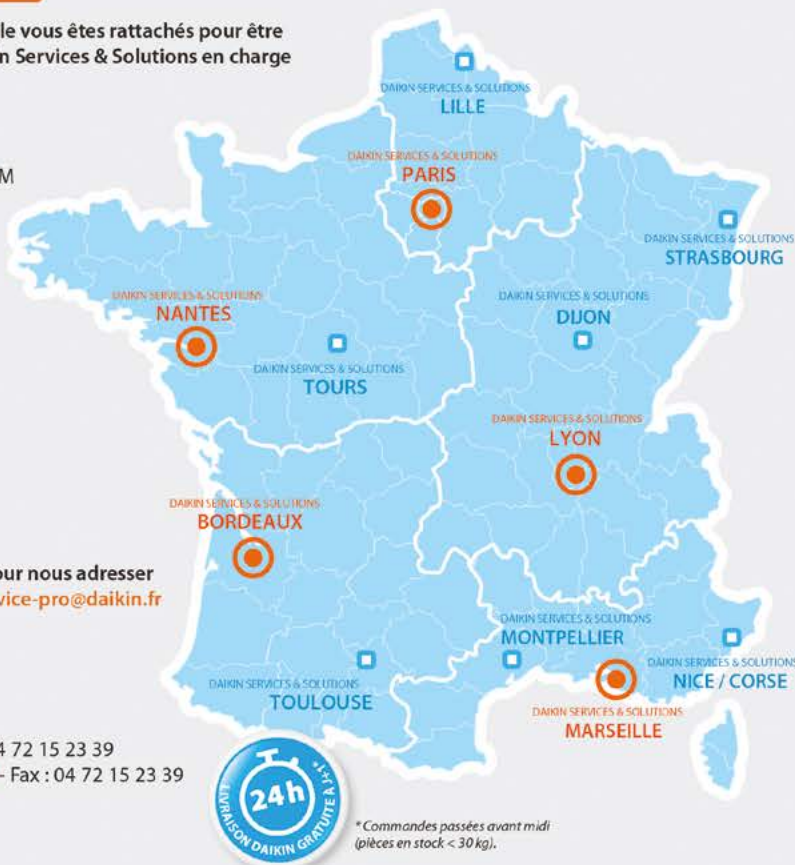 le vous êtes rattachés pour être
n Services & Solutions en charge
DAIKIN SERVICES & SOLUTIONS
LILLE
DAIKIN SERVICES & SOLUTIONS
PARIS
M
DAIKIN SERVICES & SOLUTIONS
STRASBOURG
DAIKIN SERVICES & SOLUTIONS
NANTES
DAIKIN SERVICES & SOLUTIONS
DIJON
DAIKIN SERVICES & SOLUTIONS
TOURS
DAIKIN SERVICES & SOLUTIONS
LYON
DAIKIN SERVICES & SOLUTIONS
BORDEAUX
our nous adresser
vice-pro@daikin.fr
DAIKIN SERVICES & SOLUTIONS
MONTPELLIER
DAIKIN SERVICES & SOLUTIONS
NICE / CORSE
DAIKIN SERVICES & SOLUTIONS
TOULOUSE
DAIKIN SERVICES & SOLUTIONS
MARSEILLE
4 72 15 23 39
- Fax : 04 72 15 23 39
24h
LIVRAISON DAIKIN GRATUITE À J+1*
*Commandes passées avant midi
(pièces en stock < 30 kg).